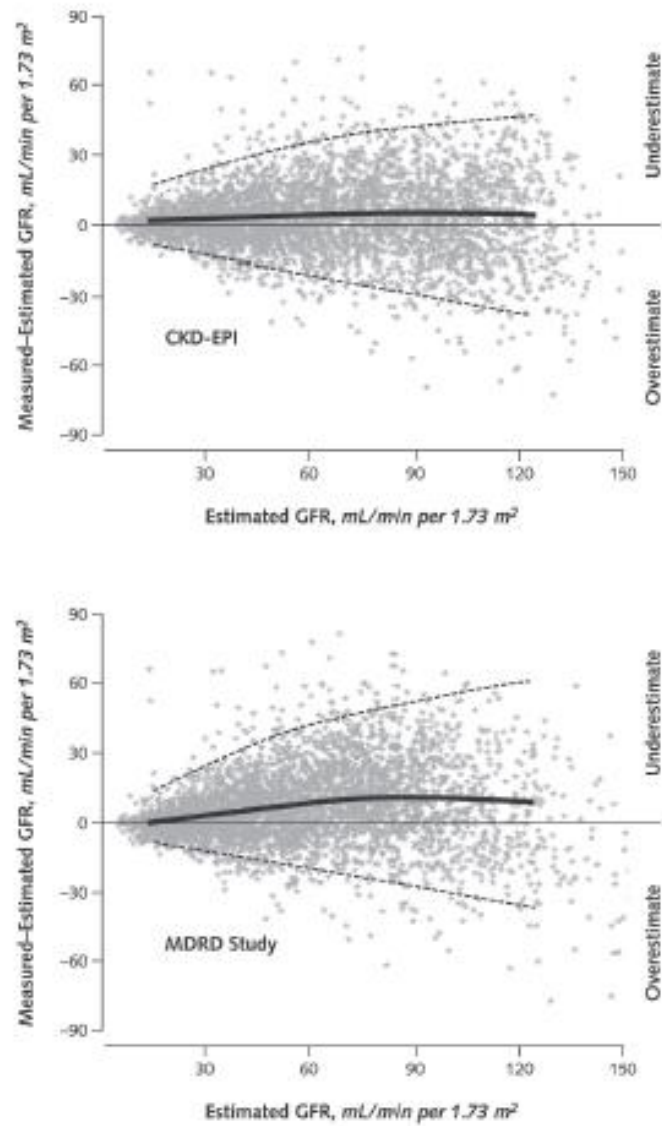 Measured–Estimated GFR, mL/min per 1.73 m²
90
60
30
0
–30
–60
–90
Underestimate
Overestimate
CKD-EPI
30 60 90 120 150
Estimated GFR, mL/min per 1.73 m²
Measured–Estimated GFR, mL/min per 1.73 m²
90
60
30
0
–30
–60
–90
Underestimate
Overestimate
MDRD Study
30 60 90 120 150
Estimated GFR, mL/min per 1.73 m²